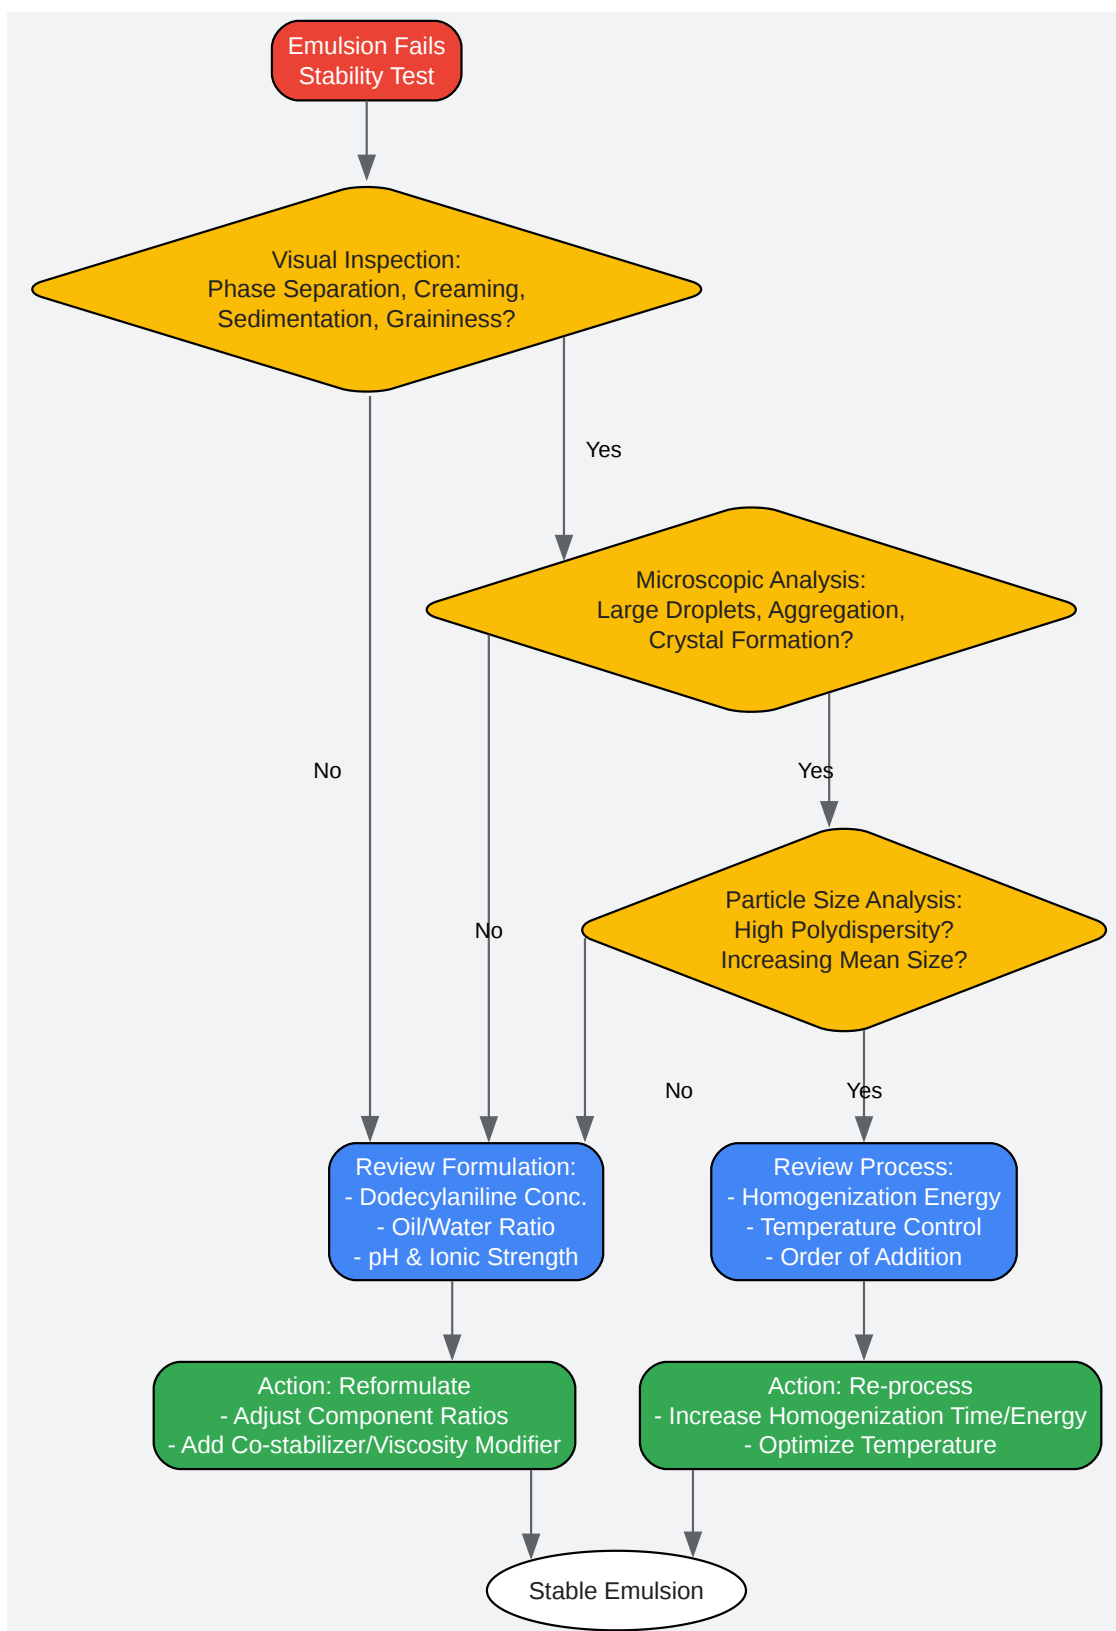 Emulsion Fails
Stability Test
Visual Inspection:
Phase Separation, Creaming,
Sedimentation, Graininess?
Yes
Microscopic Analysis:
Large Droplets, Aggregation,
Crystal Formation?
No
Yes
Particle Size Analysis:
High Polydispersity?
Increasing Mean Size?
No
No
Yes
Review Formulation:
- Dodecylaniline Conc.
- Oil/Water Ratio
- pH & Ionic Strength
Review Process:
- Homogenization Energy
- Temperature Control
- Order of Addition
Action: Reformulate
- Adjust Component Ratios
- Add Co-stabilizer/Viscosity Modifier
Action: Re-process
- Increase Homogenization Time/Energy
- Optimize Temperature
Stable Emulsion